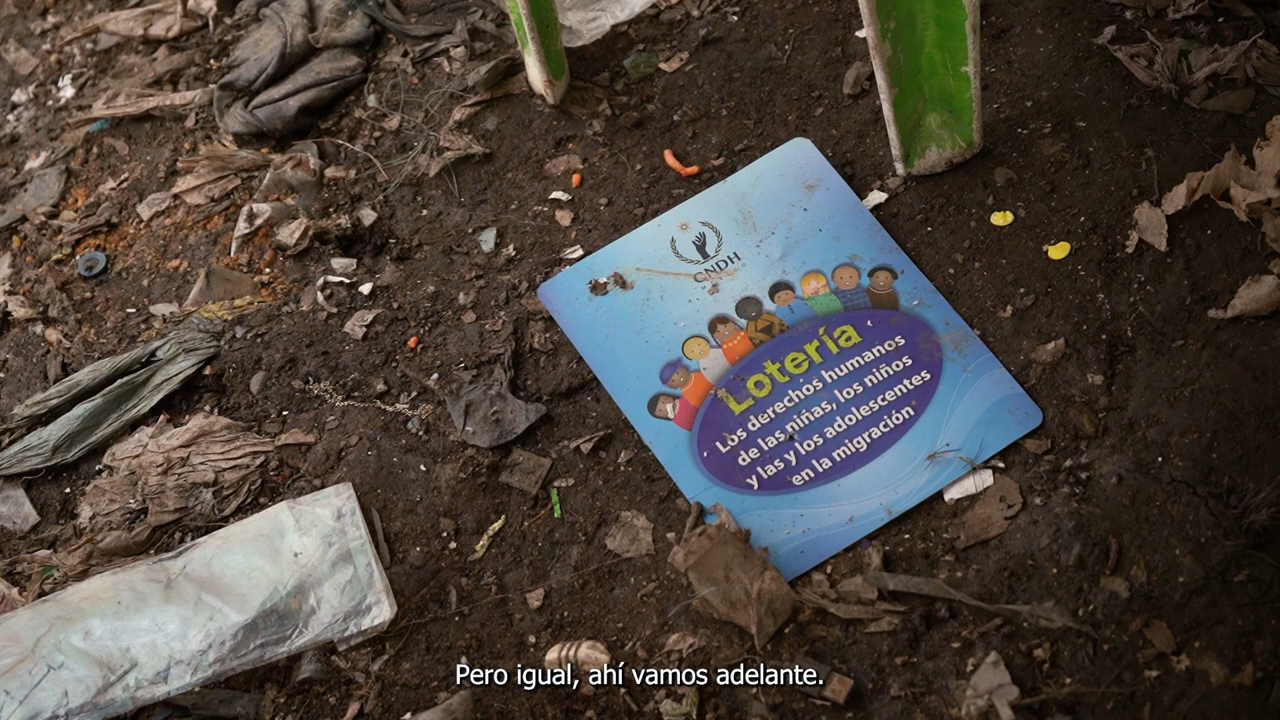 CNDH
Lotería
Los derechos humanos
de las niñas, los niños
y las y los adolescentes
en la migración
Pero igual, ahí vamos adelante.